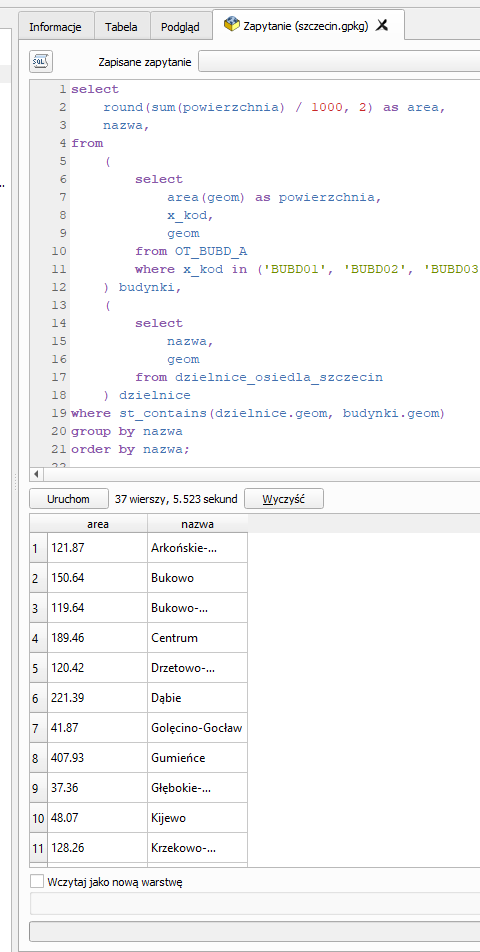 Informacje Tabela Podgląd Zapytanie (szczecin.gpkg) X
SQL Zapisane zapytanie
1 select
2 round(sum(powierzchnia) / 1000, 2) as area,
3 nazwa,
4 from
5 (
6 select
7 area(geom) as powierzchnia,
8 x_kod,
9 geom
10 from OT_BUBD_A
11 where x_kod in ('BUBD01', 'BUBD02', 'BUBD03
12 ) budynki,
13 (
14 select
15 nazwa,
16 geom
17 from dzielnice_osiedla_szczecin
18 ) dzielnice
19 where st_contains(dzielnice.geom, budynki.geom)
20 group by nazwa
21 order by nazwa;
22
Uruchom 37 wierszy, 5.523 sekund Wyczyść
area nazwa
1 121.87 Arkońskie-...
2 150.64 Bukowo
3 119.64 Bukowo-...
4 189.46 Centrum
5 120.42 Drzetowo-...
6 221.39 Dąbie
7 41.87 Golęcino-Gocław
8 407.93 Gumieńce
9 37.36 Głębokie-...
10 48.07 Kijewo
11 128.26 Krzekowo-...
Wczytaj jako nową warstwę